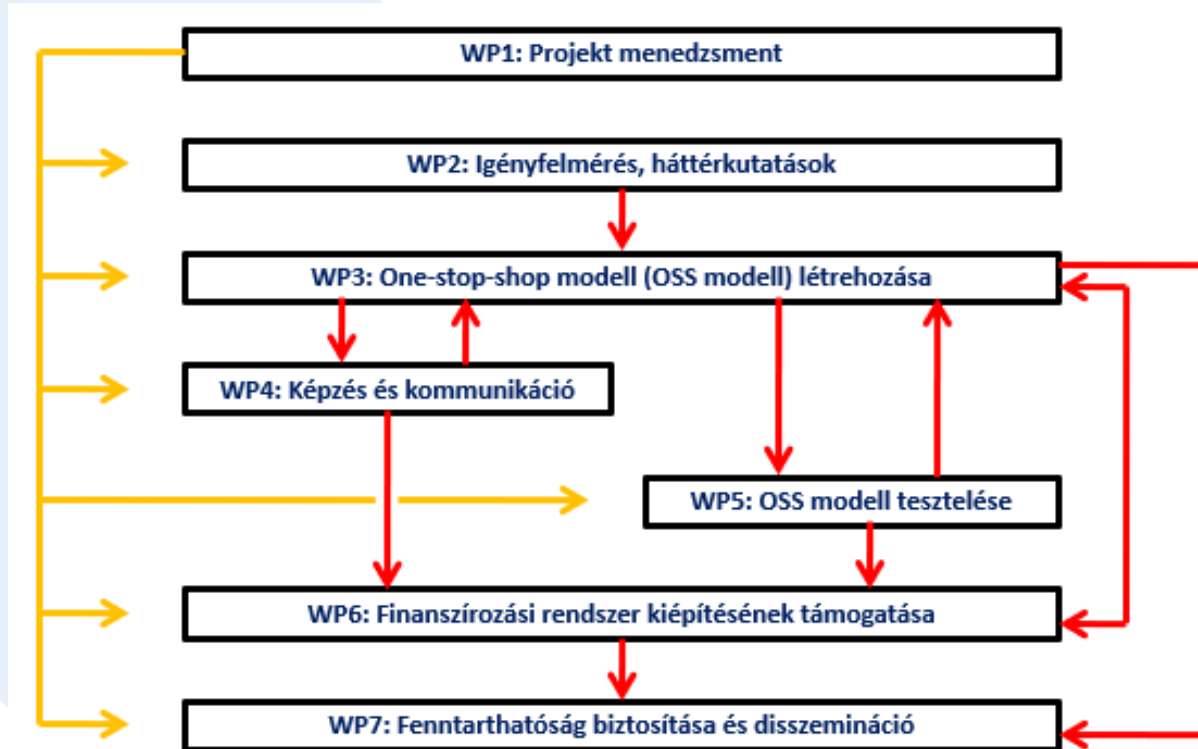 WP1: Projekt menedzsment
WP2: Igényfelmérés, háttérkutatások
WP3: One-stop-shop modell (OSS modell) létrehozása
WP4: Képzés és kommunikáció
WP5: OSS modell tesztelése
WP6: Finanszírozási rendszer kiépítésének támogatása
WP7: Fenntarthatóság biztosítása és disszemináció